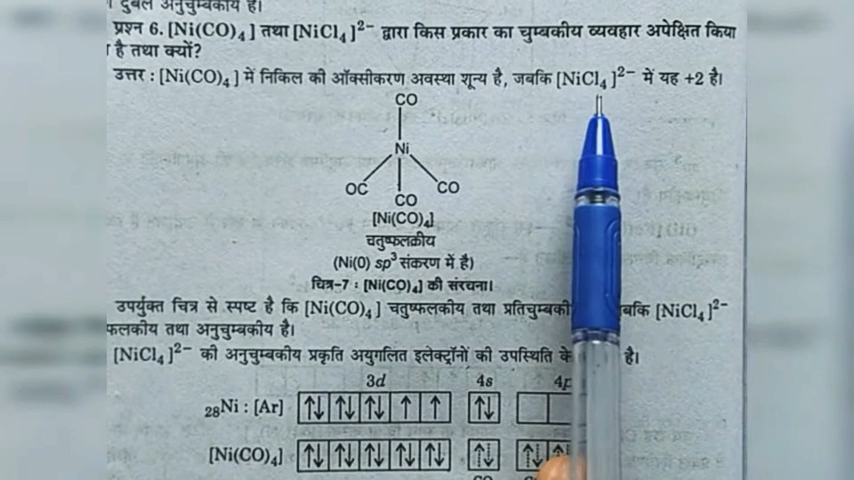 दुर्बल अनुचुम्बकीय है।
प्रश्न 6. [Ni(CO)₄] तथा [NiCl₄]²⁻ द्वारा किस प्रकार का चुम्बकीय व्यवहार अपेक्षित किया
है तथा क्यों?
उत्तर : [Ni(CO)₄] में निकिल की ऑक्सीकरण अवस्था शून्य है, जबकि [NiCl₄]²⁻ में यह +2 है।
CO
Ni
OC CO CO
[Ni(CO)₄]
चतुष्फलकीय
(Ni(0) sp³ संकरण में है)
चित्र-7 : [Ni(CO)₄] की संरचना।
उपर्युक्त चित्र से स्पष्ट है कि [Ni(CO)₄] चतुष्फलकीय तथा प्रतिचुम्बकी बकि [NiCl₄]²⁻
फलकीय तथा अनुचुम्बकीय है।
[NiCl₄]²⁻ की अनुचुम्बकीय प्रकृति अयुगलित इलेक्ट्रॉनों की उपस्थिति के है।
3d 4s 4p
₂₈Ni : [Ar] ↑↓ ↑↓ ↑↓ ↑ ↑ ↑↓
[Ni(CO)₄] ↑↓ ↑↓ ↑↓ ↑↓ ↑↓ ↑↓ ↑↓